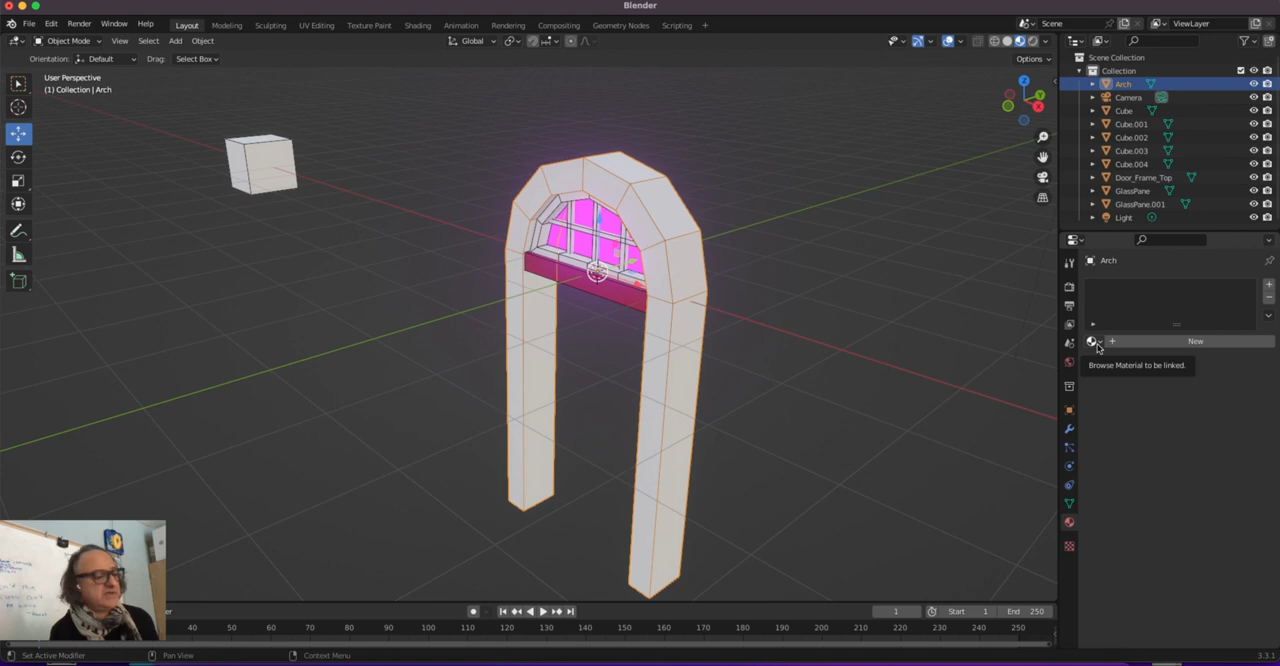 Blender
File Edit Render Window Help Layout Modeling Sculpting UV Editing Texture Paint Shading Animation Rendering Compositing Geometry Nodes Scripting + Scene ViewLayer
Object Mode View Select Add Object Global
Orientation: Default Drag: Select Box Options
User Perspective
(1) Collection | Arch
Z
Y
X
Scene Collection
Collection
Arch
Camera
Cube
Cube.001
Cube.002
Cube.003
Cube.004
Door_Frame_Top
GlassPane
GlassPane.001
Light
Arch
New
Browse Material to be linked.
1 Start 1 End 250
40 50 60 70 80 90 100 110 120 130 140 150 160 170 180 190 200 210 220 230 240 250
Set Active Modifier Pan View Context Menu 3.3.1